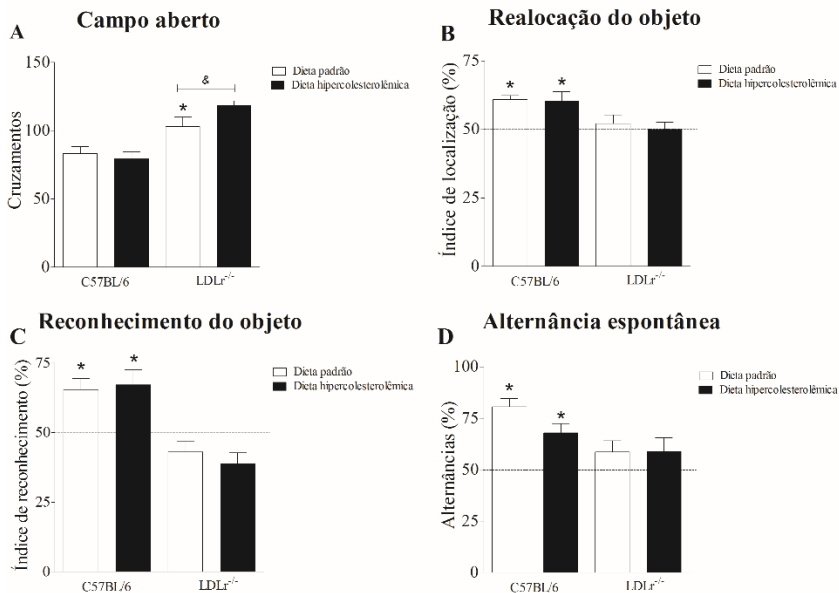 A
Campo aberto
Dieta padrão
Dieta hipercolesterolêmica
&
*
Cruzamentos
150
100
50
0
C57BL/6
LDLr-/-
B
Realocação do objeto
Dieta padrão
Dieta hipercolesterolêmica
* *
Índice de localização (%)
75
50
25
0
C57BL/6
LDLr-/-
C
Reconhecimento do objeto
Dieta padrão
Dieta hipercolesterolêmica
* *
Índice de reconhecimento (%)
75
50
25
0
C57BL/6
LDLr-/-
D
Alternância espontânea
Dieta padrão
Dieta hipercolesterolêmica
*
*
Alternâncias (%)
100
75
50
25
0
C57BL/6
LDLr-/-